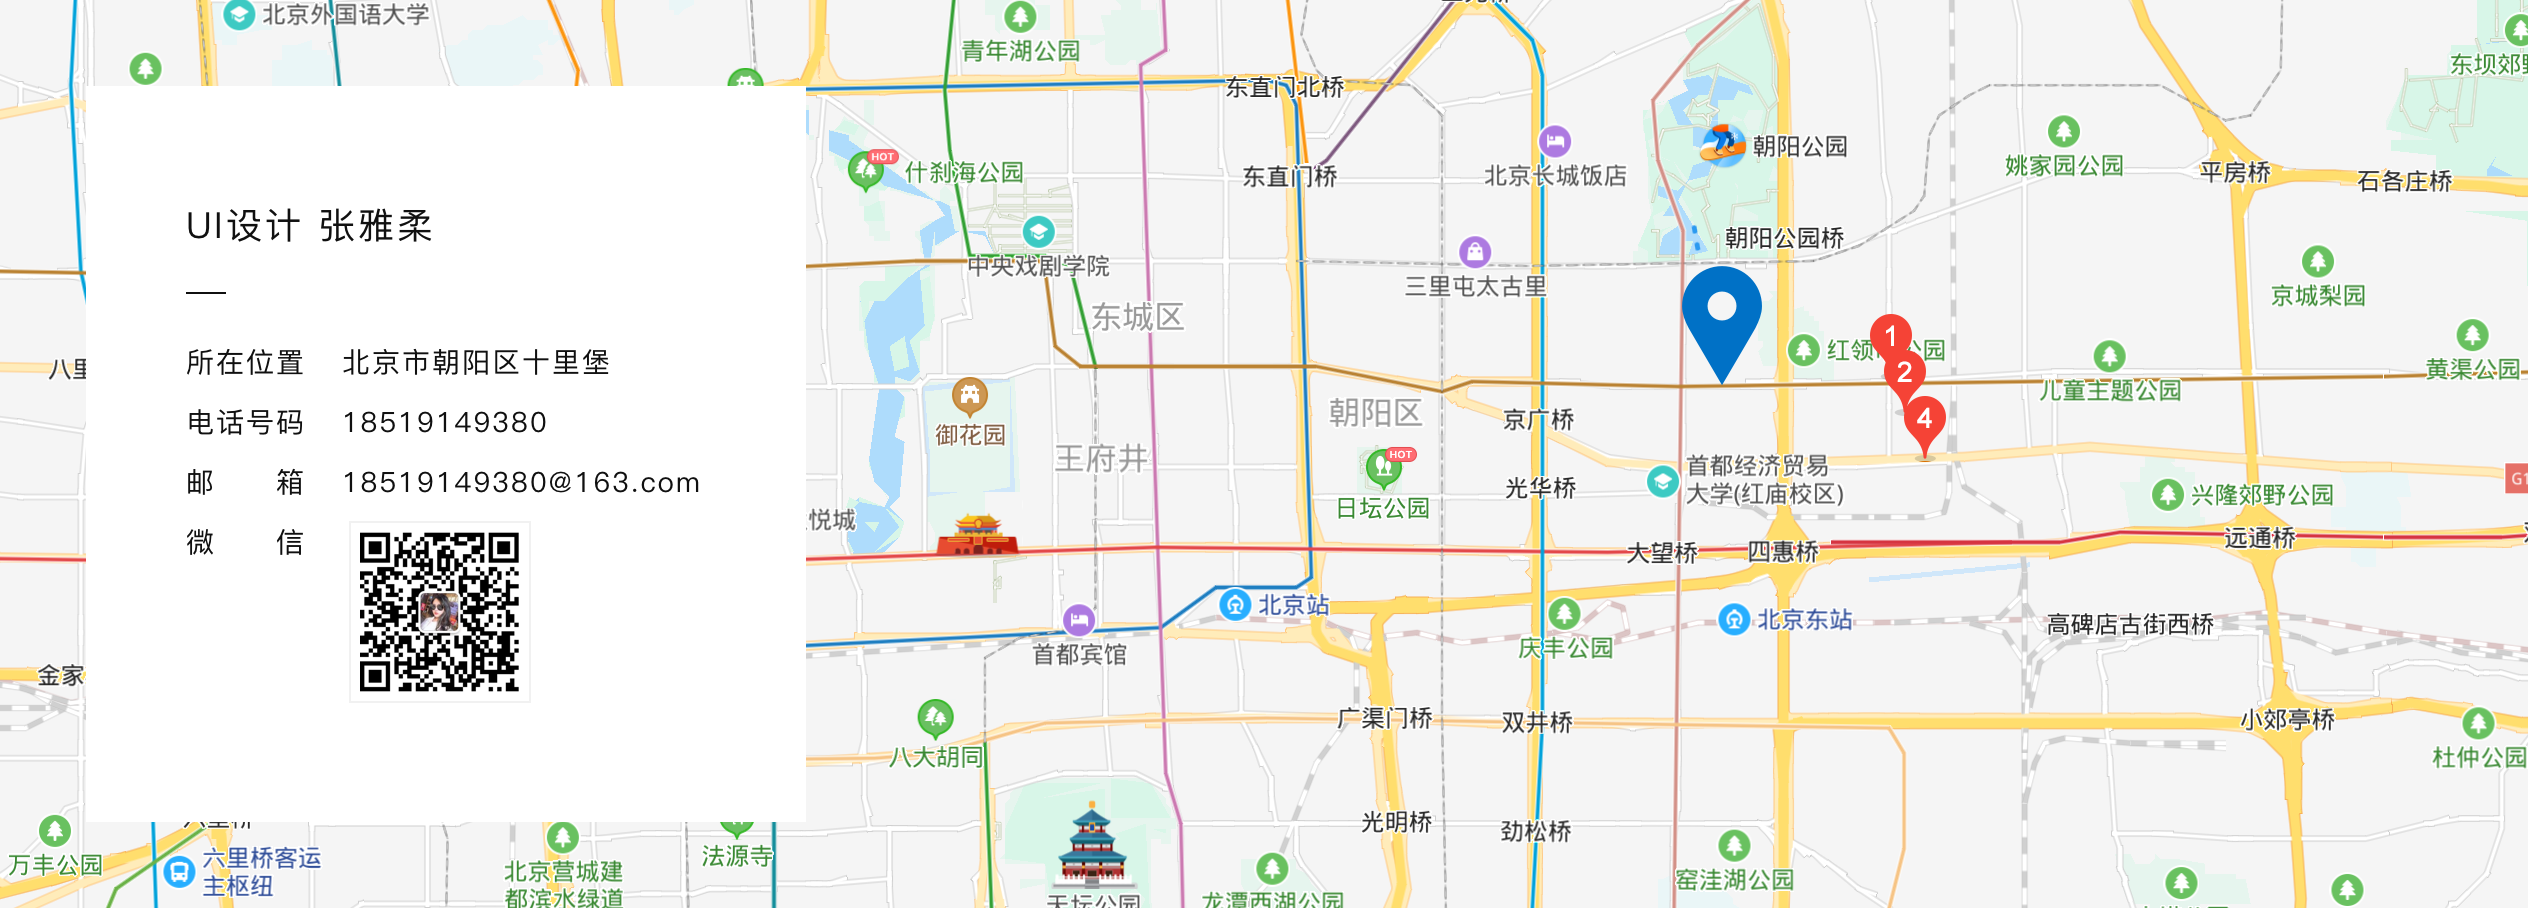 UI设计 张雅柔
所在位置 北京市朝阳区十里堡
电话号码 18519149380
邮 箱 18519149380@163.com
微 信
北京外国语大学
青年湖公园
东直门北桥
HOT
什刹海公园
东直门桥
北京长城饭店
朝阳公园
姚家园公园
平房桥
石各庄桥
中央戏剧学院
三里屯太古里
朝阳公园桥
东城区
京城梨园
1
2
4
儿童主题公园
黄渠公园
御花园
朝阳区
京广桥
王府井
HOT
日坛公园
光华桥
首都经济贸易
大学(红庙校区)
兴隆郊野公园
悦城
大望桥
四惠桥
远通桥
北京站
北京东站
高碑店古街西桥
首都宾馆
庆丰公园
金家
广渠门桥
双井桥
小郊亭桥
八大胡同
杜仲公园
光明桥
劲松桥
万丰公园
六里桥客运
主枢纽
北京营城建
都滨水绿道
法源寺
窑洼湖公园
天坛公园
龙潭西湖公园